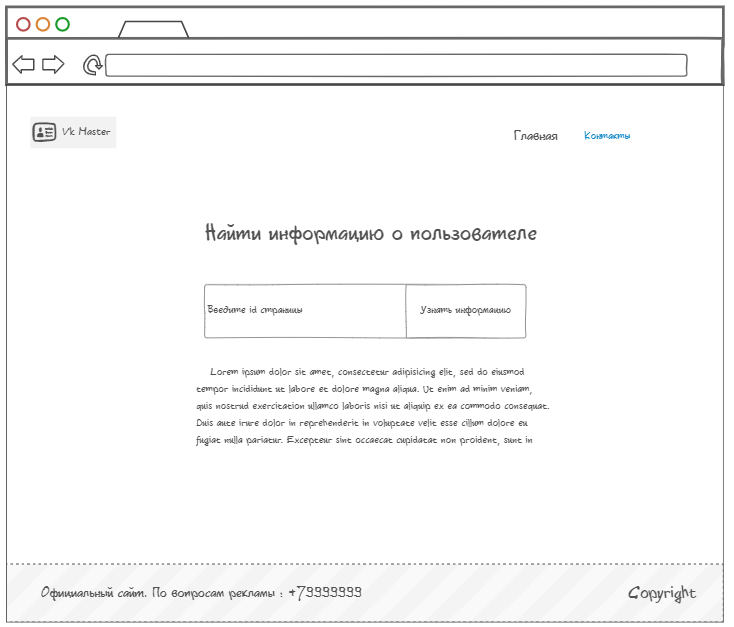 Vk Master
Главная
Контакты
Найти информацию о пользователе
Введите id страницы
Узнать информацию
Lorem ipsum dolor sit amet, consectetur adipisicing elit, sed do eiusmod
tempor incididunt ut labore et dolore magna aliqua. Ut enim ad minim veniam,
quis nostrud exercitation ullamco laboris nisi ut aliquip ex ea commodo consequat.
Duis aute irure dolor in reprehenderit in voluptate velit esse cillum dolore eu
fugiat nulla pariatur. Excepteur sint occaecat cupidatat non proident, sunt in
Официальный сайт. По вопросам рекламы : +79999999
Copyright